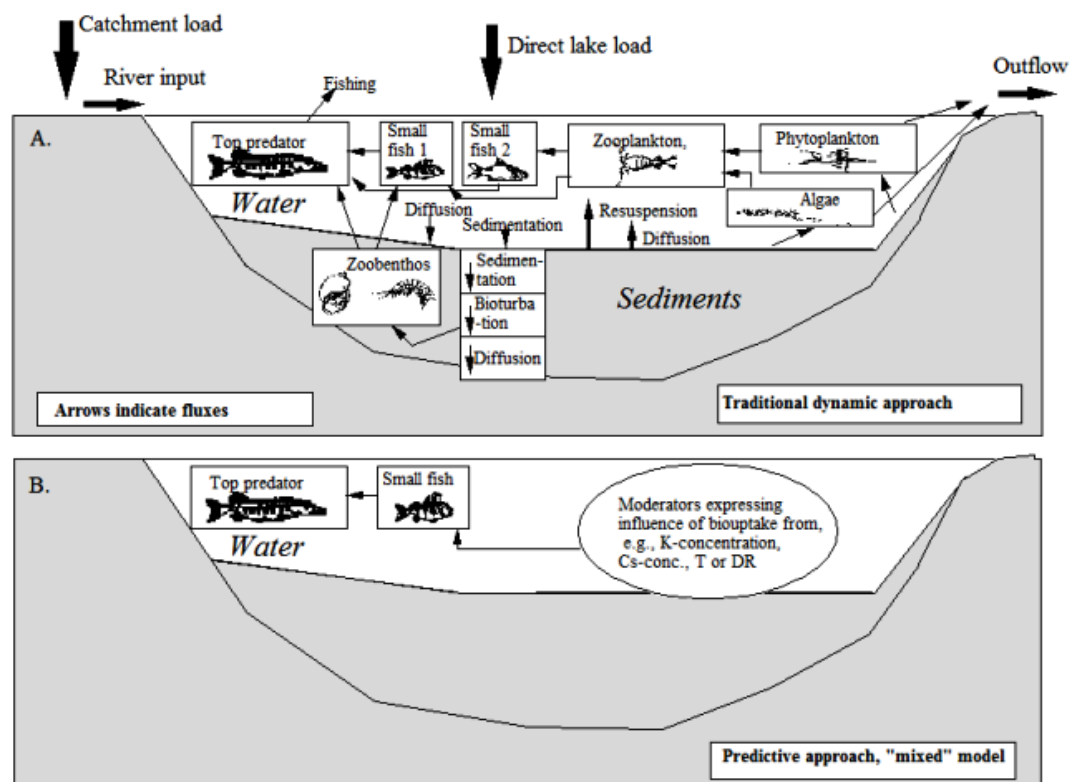 Catchment load
Direct lake load
River input
Outflow
Fishing
A.
Top predator
Small
fish 1
Small
fish 2
Zooplankton,
Phytoplankton
Algae
Water
Diffusion
Sedimentation
Resuspension
Diffusion
Zoobenthos
Sedimen-
tation
Bioturba
-tion
Diffusion
Sediments
Arrows indicate fluxes
Traditional dynamic approach
B.
Top predator
Small fish
Water
Moderators expressing
influence of biouptake from,
e.g., K-concentration,
Cs-conc., T or DR
Predictive approach, "mixed" model